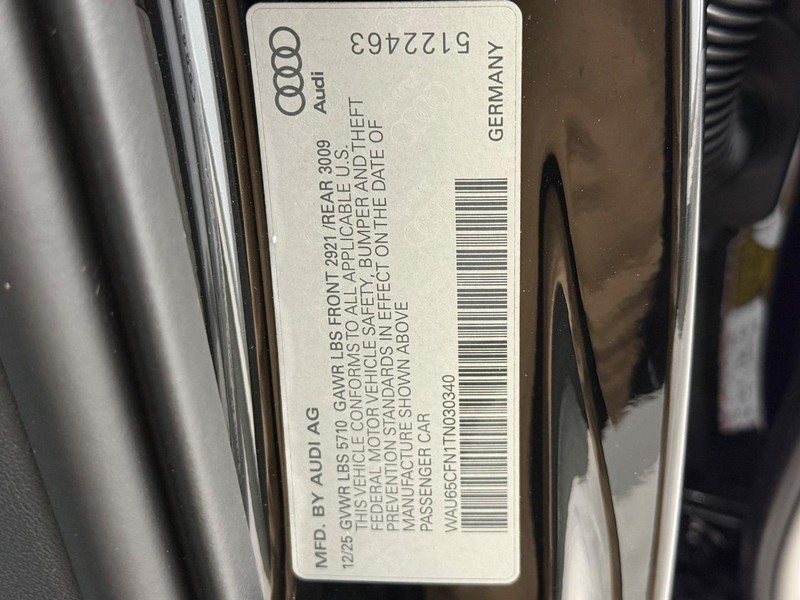 MFD. BY AUDI AG
12/25 GVWR LBS 5710 GAWR LBS FRONT 2921 /REAR 3009
THIS VEHICLE CONFORMS TO ALL APPLICABLE U.S.
FEDERAL MOTOR VEHICLE SAFETY, BUMPER AND THEFT
PREVENTION STANDARDS IN EFFECT ON THE DATE OF
MANUFACTURE SHOWN ABOVE
PASSENGER CAR
WAU65CFN1TN030340
Audi
5122463
GERMANY